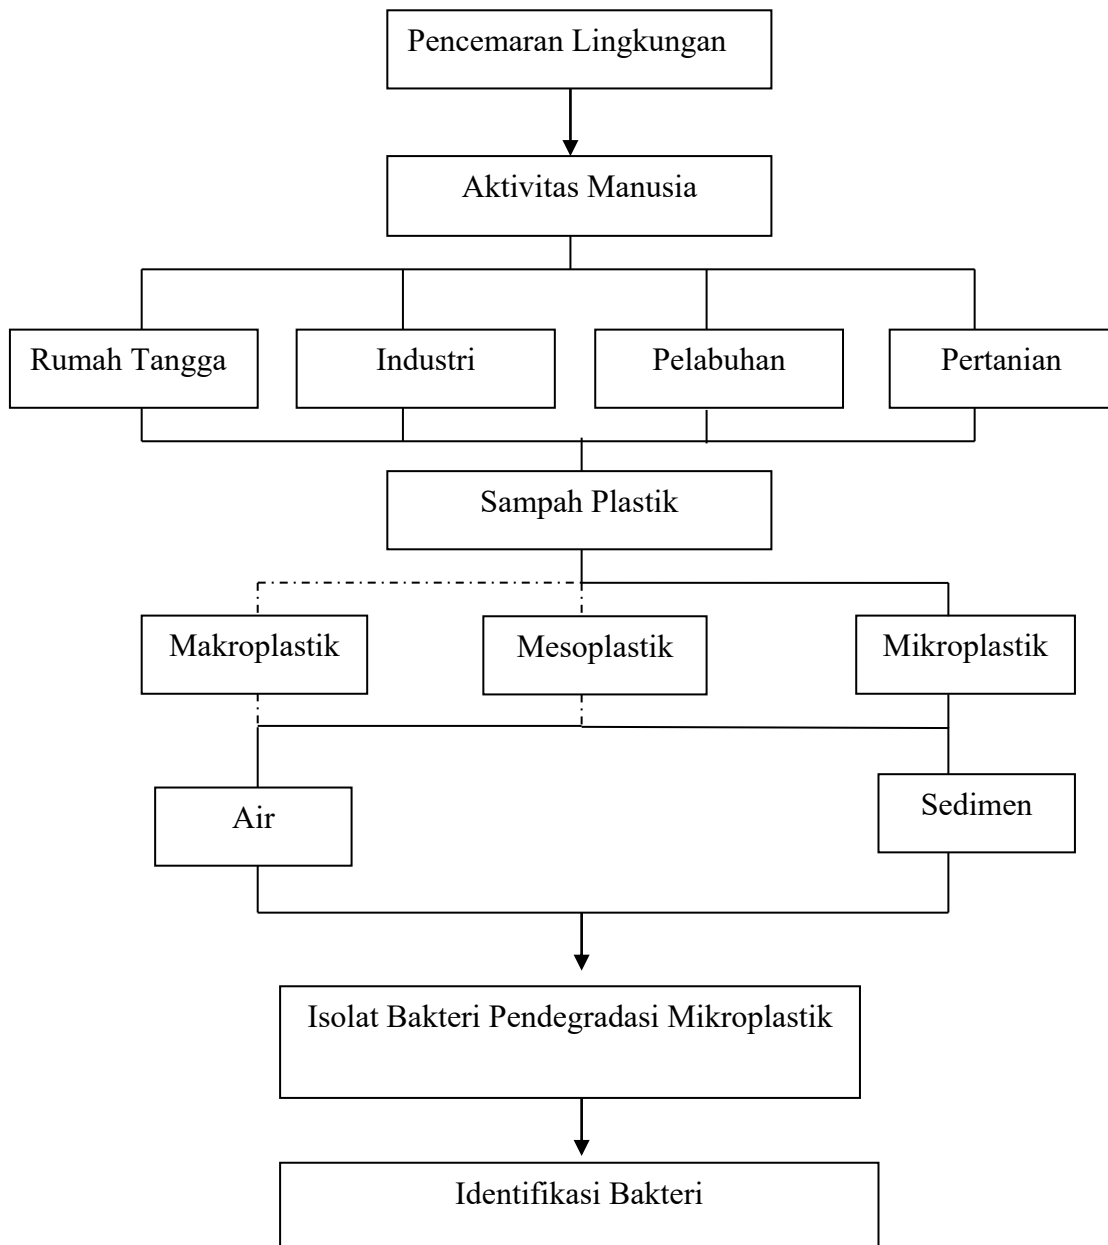 Pencemaran Lingkungan
Aktivitas Manusia
Rumah Tangga
Industri
Pelabuhan
Pertanian
Sampah Plastik
Makroplastik
Mesoplastik
Mikroplastik
Air
Sedimen
Isolat Bakteri Pendegradasi Mikroplastik
Identifikasi Bakteri